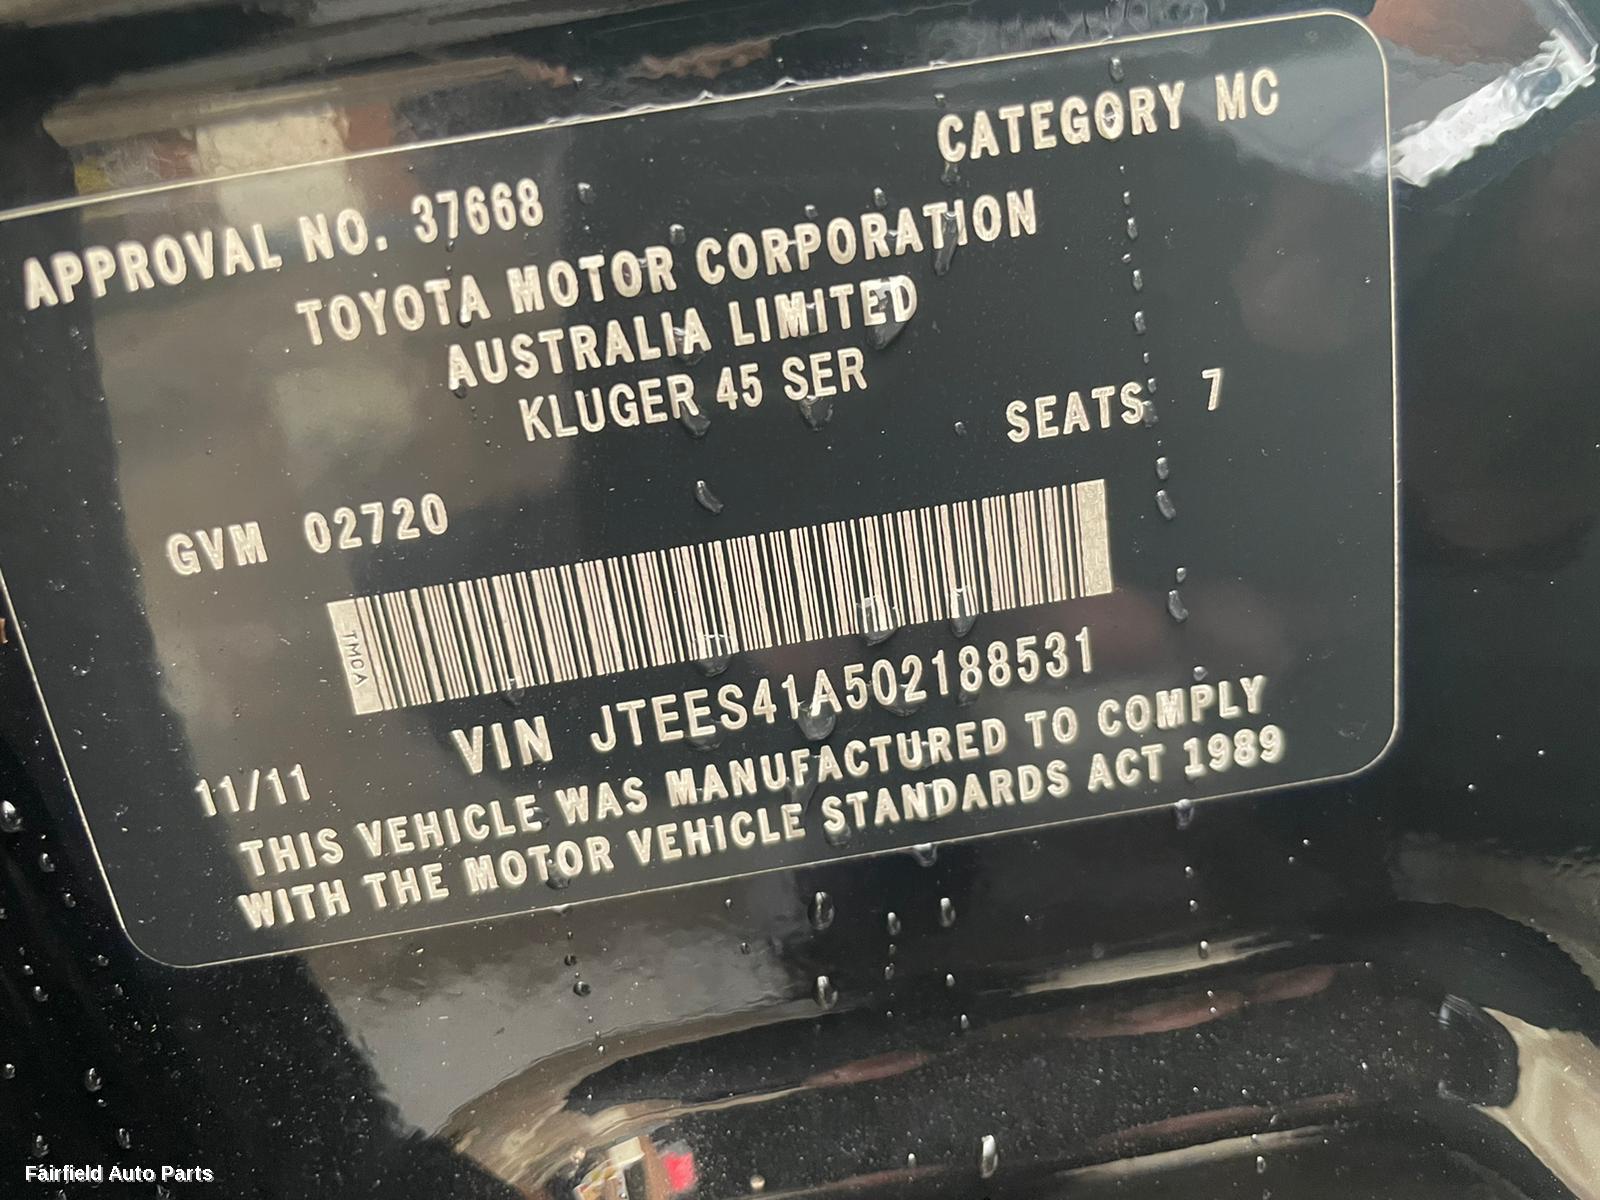 CATEGORY MC
APPROVAL NO. 37668
TOYOTA MOTOR CORPORATION
AUSTRALIA LIMITED
KLUGER 45 SER
SEATS 7
GVM 02720
TMCA
VIN JTEES41A502188531
11/11
THIS VEHICLE WAS MANUFACTURED TO COMPLY
WITH THE MOTOR VEHICLE STANDARDS ACT 1989
Fairfield Auto Parts